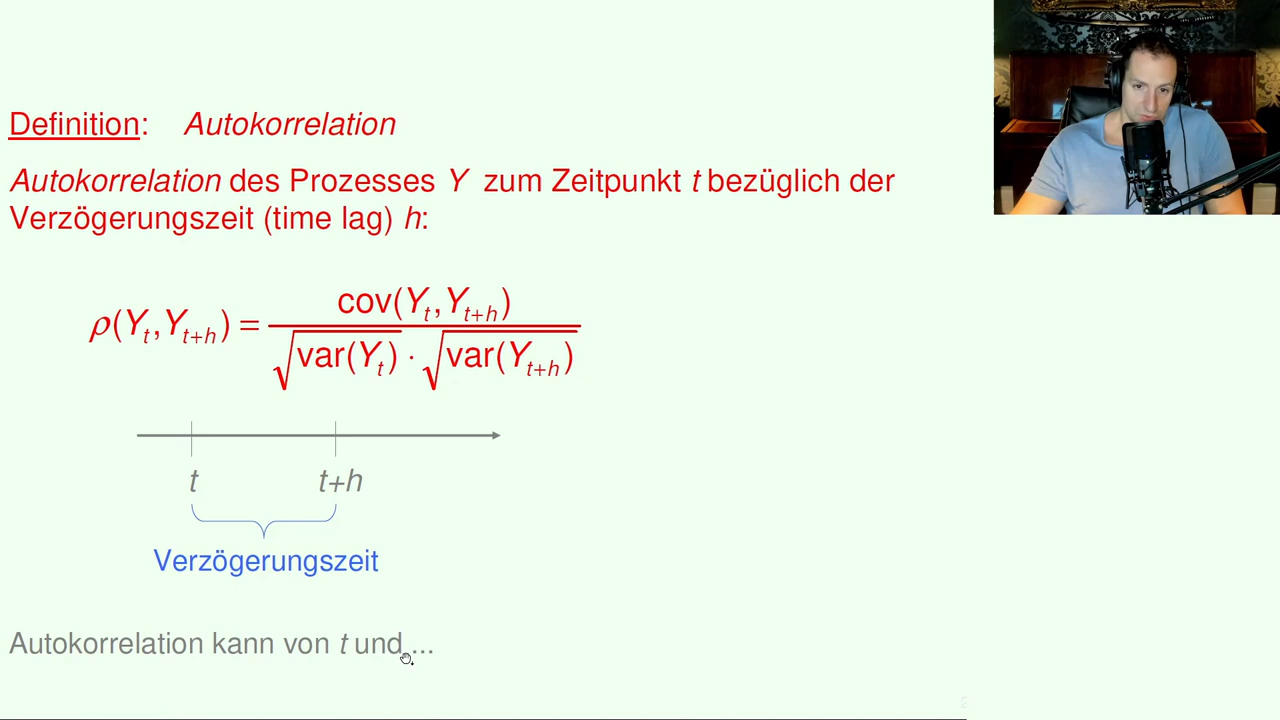 Definition: Autokorrelation
Autokorrelation des Prozesses Y zum Zeitpunkt t bezüglich der
Verzögerungszeit (time lag) h:
ρ(Y_t,Y_{t+h}) = cov(Y_t,Y_{t+h}) / (√var(Y_t) · √var(Y_{t+h}))
t t+h
Verzögerungszeit
Autokorrelation kann von t und ...